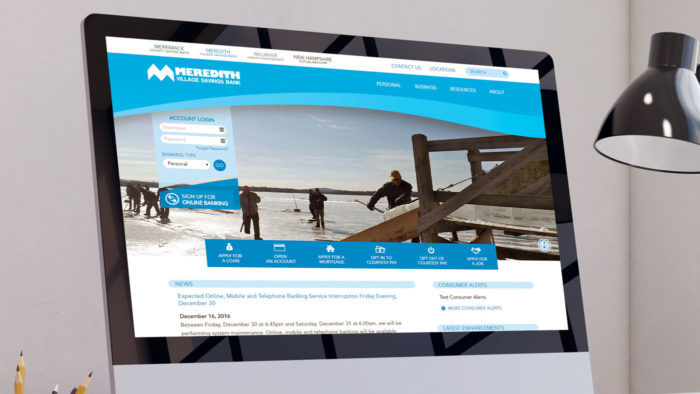 MERRIMACK
COUNTY SAVINGS BANK
MEREDITH
VILLAGE SAVINGS BANK
MILLRIVER
NEW HAMPSHIRE
MUTUAL BANCORP
CONTACT US
LOCATIONS
SEARCH
MEREDITH
VILLAGE SAVINGS BANK
PERSONAL
BUSINESS
RESOURCES
ABOUT
ACCOUNT LOGIN
Username
Password
Forgot Password?
BANKING TYPE:
Personal
GO
SIGN UP FOR
ONLINE BANKING
APPLY FOR
A LOAN
OPEN
AN ACCOUNT
APPLY FOR A
MORTGAGE
OPT IN TO
COURTESY PAY
OPT OUT OF
COURTESY PAY
APPLY FOR
A JOB
NEWS
Expected Online, Mobile and Telephone Banking Service Interruption Friday Evening,
December 30
December 16, 2016
Between Friday, December 30 at 6:45pm and Saturday, December 31 at 6:00am, we will be
performing system maintenance. Online, mobile and telephone banking will be available
CONSUMER ALERTS
Test Consumer Alerts
MORE CONSUMER ALERTS
LATEST ENHANCEMENTS